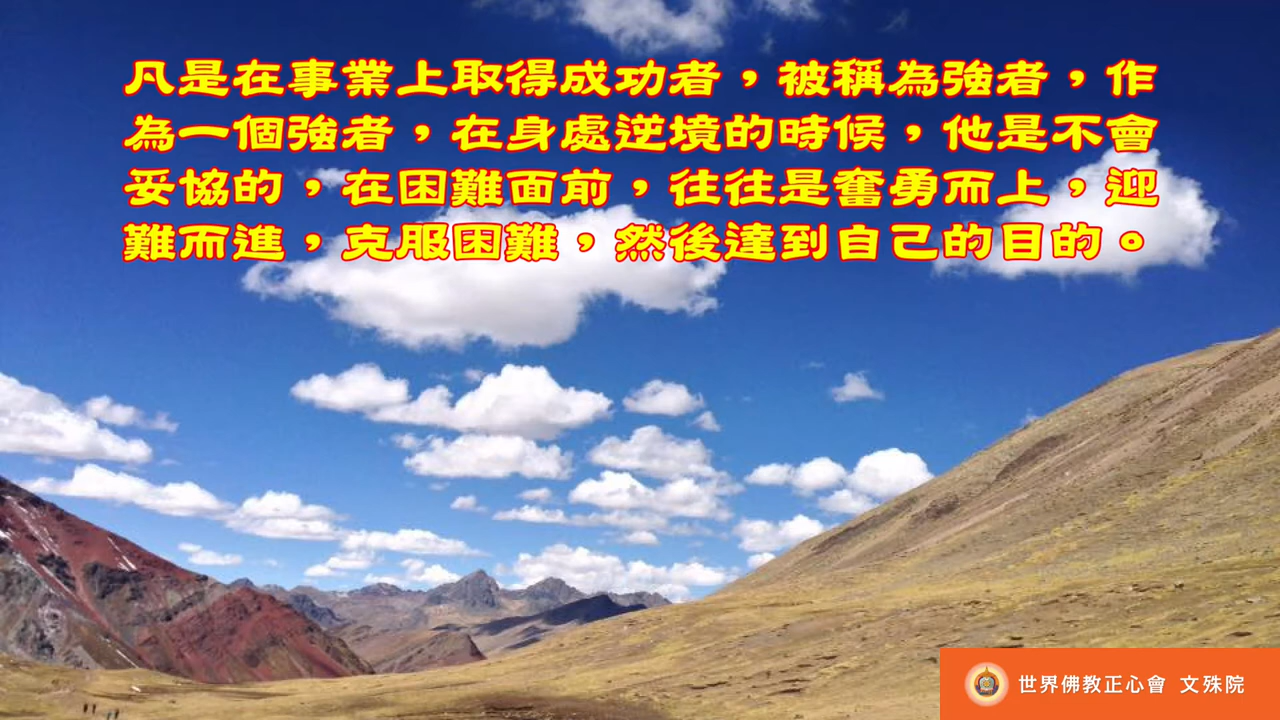 凡是在事業上取得成功者，被稱為強者，作
為一個強者，在身處逆境的時候，他是不會
妥協的，在困難面前，往往是奮勇而上，迎
難而進，克服困難，然後達到自己的目的。
世界佛教正心會 文殊院